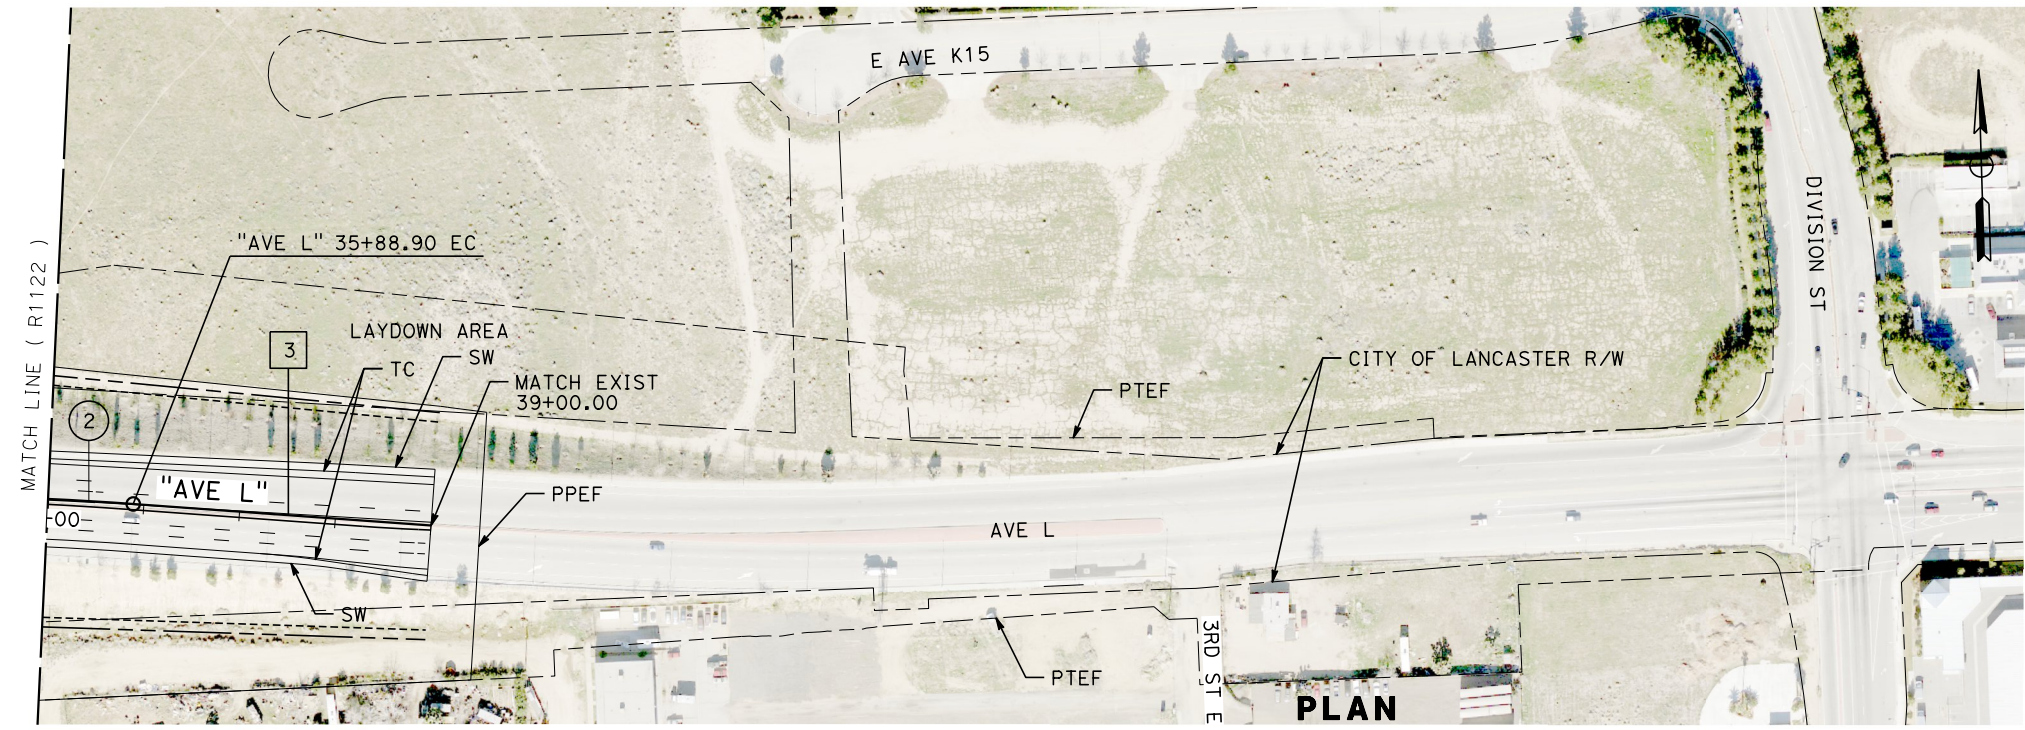 E AVE K15
DIVISION ST
"AVE L" 35+88.90 EC
MATCH LINE ( R1122 )
3
LAYDOWN AREA
SW
TC
MATCH EXIST
39+00.00
CITY OF LANCASTER R/W
PTEF
2
"AVE L"
PPEF
-00
AVE L
SW
3RD ST E
PTEF
PLAN